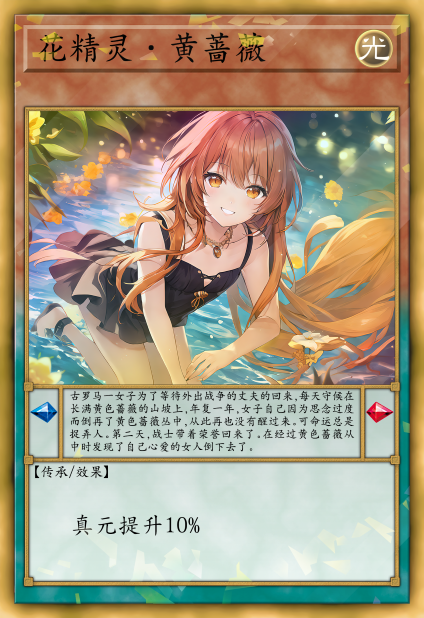 花精灵·黄蔷薇
光
古罗马一女子为了等待外出战争的丈夫的回来,每天守候在
长满黄色蔷薇的山坡上,年复一年,女子自己因为思念过度
而倒再了黄色蔷薇丛中,从此再也没有醒过来。可命运总是
捉弄人。第二天,战士带着荣誉回来了。在经过黄色蔷薇从
中时发现了自己心爱的女人倒下去了。
【传承/效果】
真元提升10%